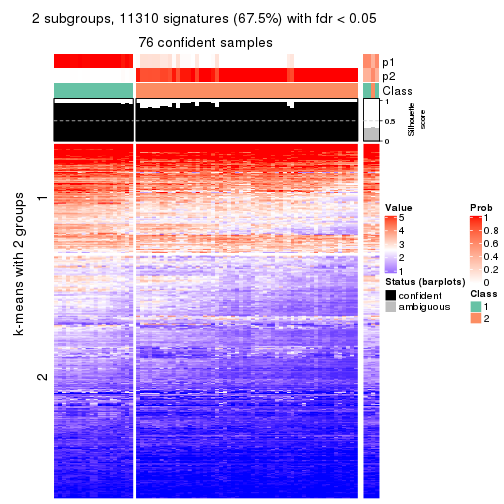 2 subgroups, 11310 signatures (67.5%) with fdr < 0.05
76 confident samples
p1
p2
Class
1
0.5
0
Silhouette
score
k-means with 2 groups
1
2
Value
5
4
3
2
1
Status (barplots)
confident
ambiguous
Prob
1
0.8
0.6
0.4
0.2
0
Class
1
2